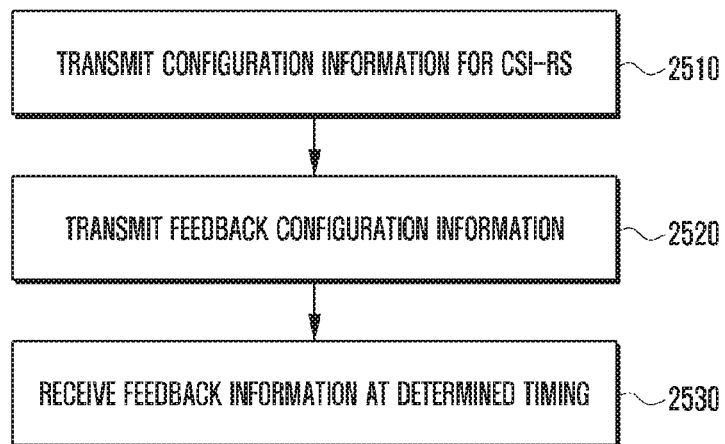 TRANSMIT CONFIGURATION INFORMATION FOR CSI-RS
2510
TRANSMIT FEEDBACK CONFIGURATION INFORMATION
2520
RECEIVE FEEDBACK INFORMATION AT DETERMINED TIMING
2530